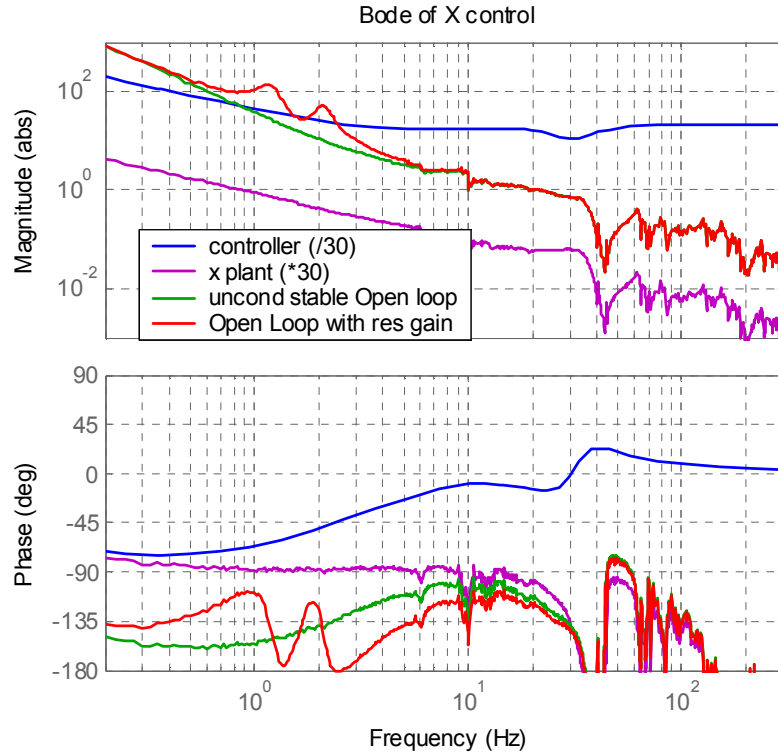 Bode of X control
Magnitude (abs)
10^2
10^0
10^-2
controller (/30)
x plant (*30)
uncond stable Open loop
Open Loop with res gain
Phase (deg)
90
45
0
-45
-90
-135
-180
10^0
10^1
10^2
Frequency (Hz)